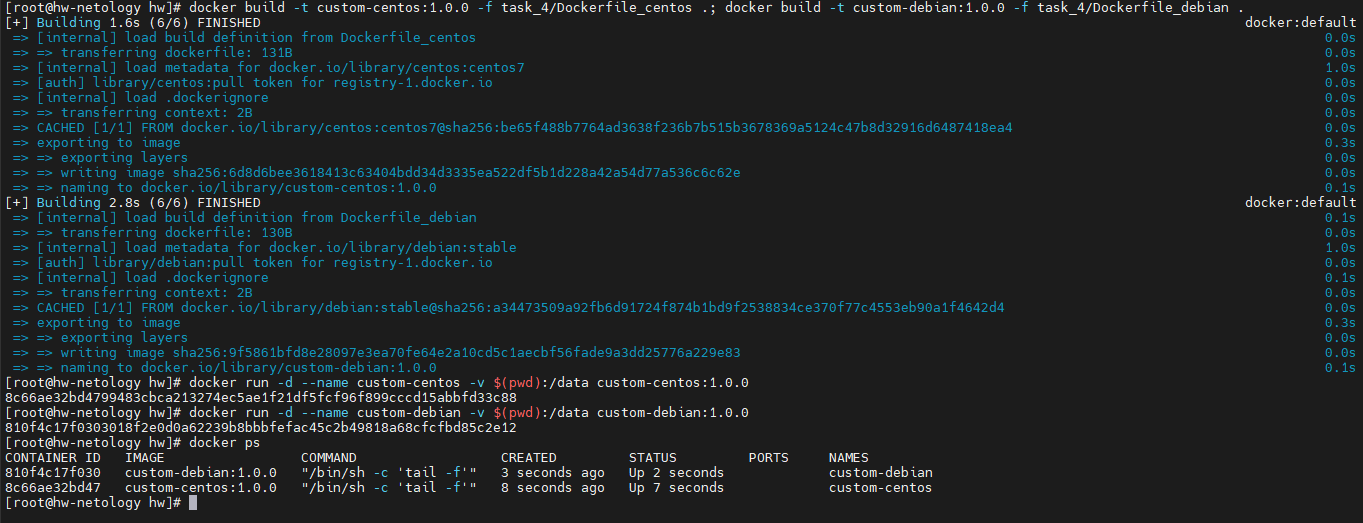 [root@hw-netology hw]# docker build -t custom-centos:1.0.0 -f task_4/Dockerfile_centos .; docker build -t custom-debian:1.0.0 -f task_4/Dockerfile_debian .
[+] Building 1.6s (6/6) FINISHED docker:default
=> [internal] load build definition from Dockerfile_centos 0.0s
=> => transferring dockerfile: 131B 0.0s
=> [internal] load metadata for docker.io/library/centos:centos7 1.0s
=> [auth] library/centos:pull token for registry-1.docker.io 0.0s
=> [internal] load .dockerignore 0.0s
=> => transferring context: 2B 0.0s
=> CACHED [1/1] FROM docker.io/library/centos:centos7@sha256:be65f488b7764ad3638f236b7b515b3678369a5124c47b8d32916d6487418ea4 0.0s
=> exporting to image 0.3s
=> => exporting layers 0.0s
=> => writing image sha256:6d8d6bee3618413c63404bdd34d3335ea522df5b1d228a42a54d77a536c6c62e 0.0s
=> => naming to docker.io/library/custom-centos:1.0.0 0.1s
[+] Building 2.8s (6/6) FINISHED docker:default
=> [internal] load build definition from Dockerfile_debian 0.1s
=> => transferring dockerfile: 130B 0.0s
=> [internal] load metadata for docker.io/library/debian:stable 1.0s
=> [auth] library/debian:pull token for registry-1.docker.io 0.0s
=> [internal] load .dockerignore 0.1s
=> => transferring context: 2B 0.0s
=> CACHED [1/1] FROM docker.io/library/debian:stable@sha256:a34473509a92fb6d91724f874b1bd9f2538834ce370f77c4553eb90a1f4642d4 0.0s
=> exporting to image 0.3s
=> => exporting layers 0.0s
=> => writing image sha256:9f5861bfd8e28097e3ea70fe64e2a10cd5c1aecbf56fade9a3dd25776a229e83 0.0s
=> => naming to docker.io/library/custom-debian:1.0.0 0.1s
[root@hw-netology hw]# docker run -d --name custom-centos -v $(pwd):/data custom-centos:1.0.0
8c66ae32bd4799483cbca213274ec5ae1f21df5fcf96f899cccd15abbfd33c88
[root@hw-netology hw]# docker run -d --name custom-debian -v $(pwd):/data custom-debian:1.0.0
810f4c17f0303018f2e0d0a62239b8bbbfefac45c2b49818a68cfcfbd85c2e12
[root@hw-netology hw]# docker ps
CONTAINER ID IMAGE COMMAND CREATED STATUS PORTS NAMES
810f4c17f030 custom-debian:1.0.0 "/bin/sh -c 'tail -f'" 3 seconds ago Up 2 seconds custom-debian
8c66ae32bd47 custom-centos:1.0.0 "/bin/sh -c 'tail -f'" 8 seconds ago Up 7 seconds custom-centos
[root@hw-netology hw]#